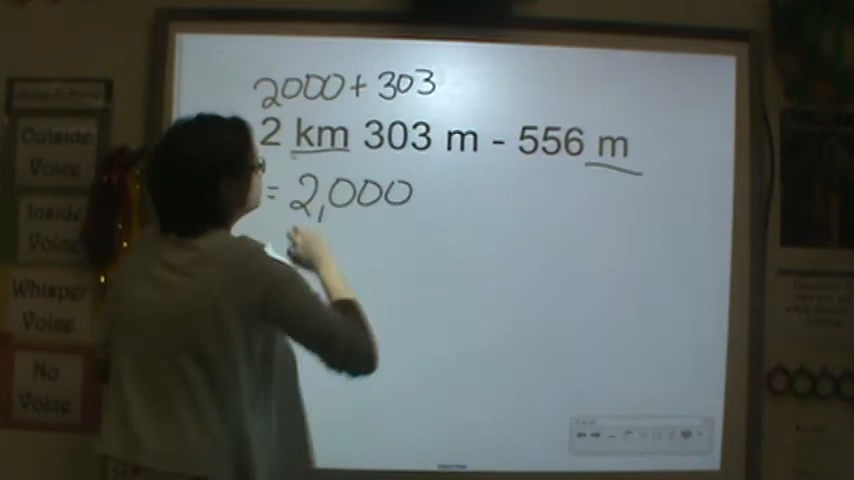 2000 + 303
2 km 303 m - 556 m
= 2,000
Outside
Voice
Inside
Voice
Whisper
Voice
No
Voice